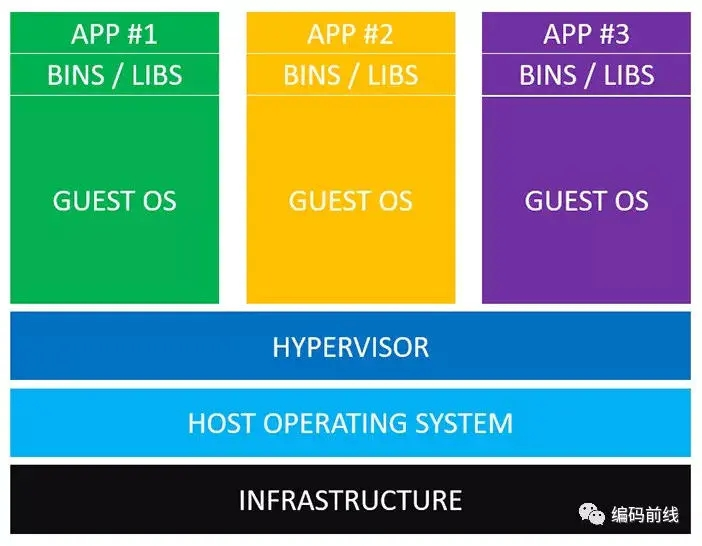 APP #1
BINS / LIBS
GUEST OS
APP #2
BINS / LIBS
GUEST OS
APP #3
BINS / LIBS
GUEST OS
HYPERVISOR
HOST OPERATING SYSTEM
INFRASTRUCTURE
编码前线